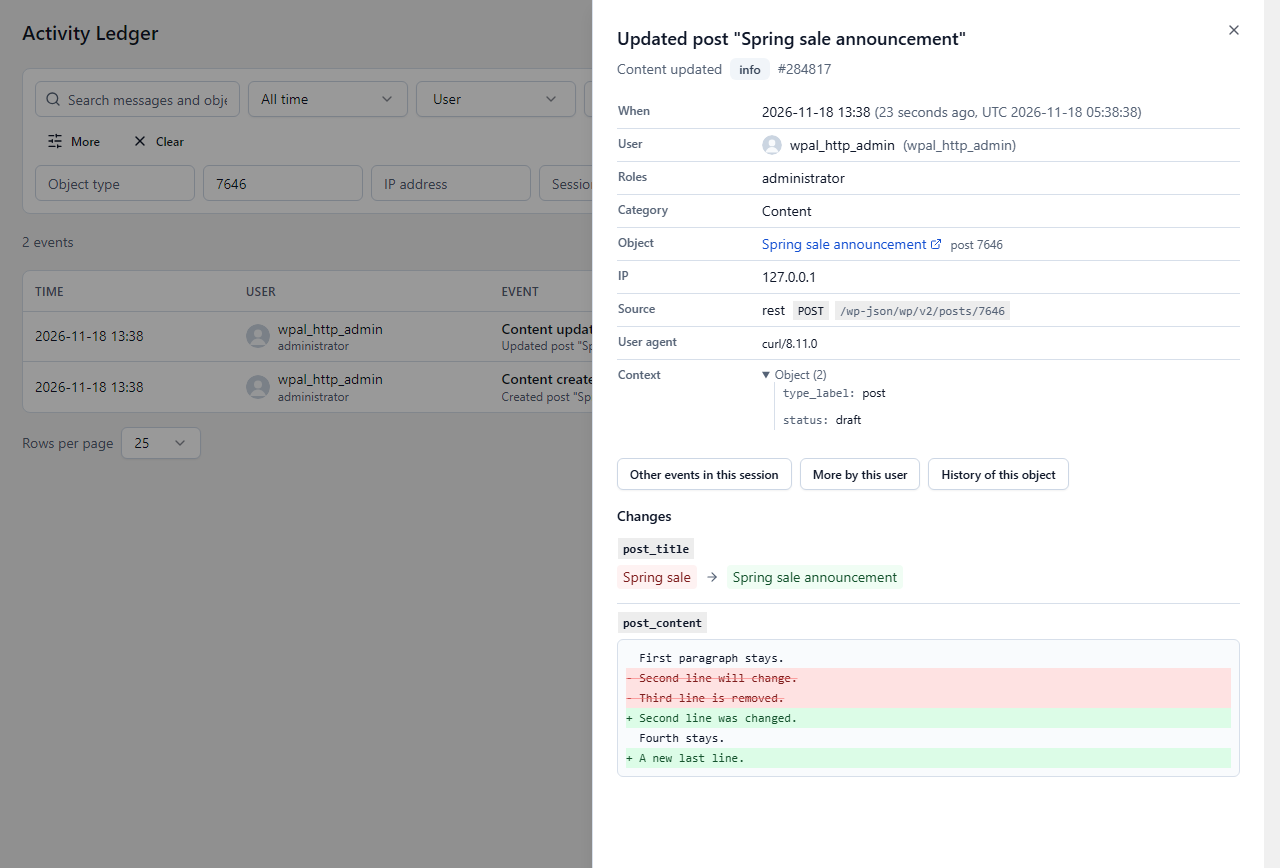 Activity Ledger
Search messages and obje
All time
User
More
Clear
Object type
7646
IP address
Sessio
2 events
TIME USER EVENT
2026-11-18 13:38 wpal_http_admin Content updat
administrator Updated post "Sp
2026-11-18 13:38 wpal_http_admin Content create
administrator Created post "Sp
Rows per page 25
Updated post "Spring sale announcement"
Content updated info #284817
When 2026-11-18 13:38 (23 seconds ago, UTC 2026-11-18 05:38:38)
User wpal_http_admin (wpal_http_admin)
Roles administrator
Category Content
Object Spring sale announcement post 7646
IP 127.0.0.1
Source rest POST /wp-json/wp/v2/posts/7646
User agent curl/8.11.0
Context ▼ Object (2)
type_label: post
status: draft
Other events in this session More by this user History of this object
Changes
post_title
Spring sale → Spring sale announcement
post_content
First paragraph stays.
- Second line will change.
- Third line is removed.
+ Second line was changed.
Fourth stays.
+ A new last line.